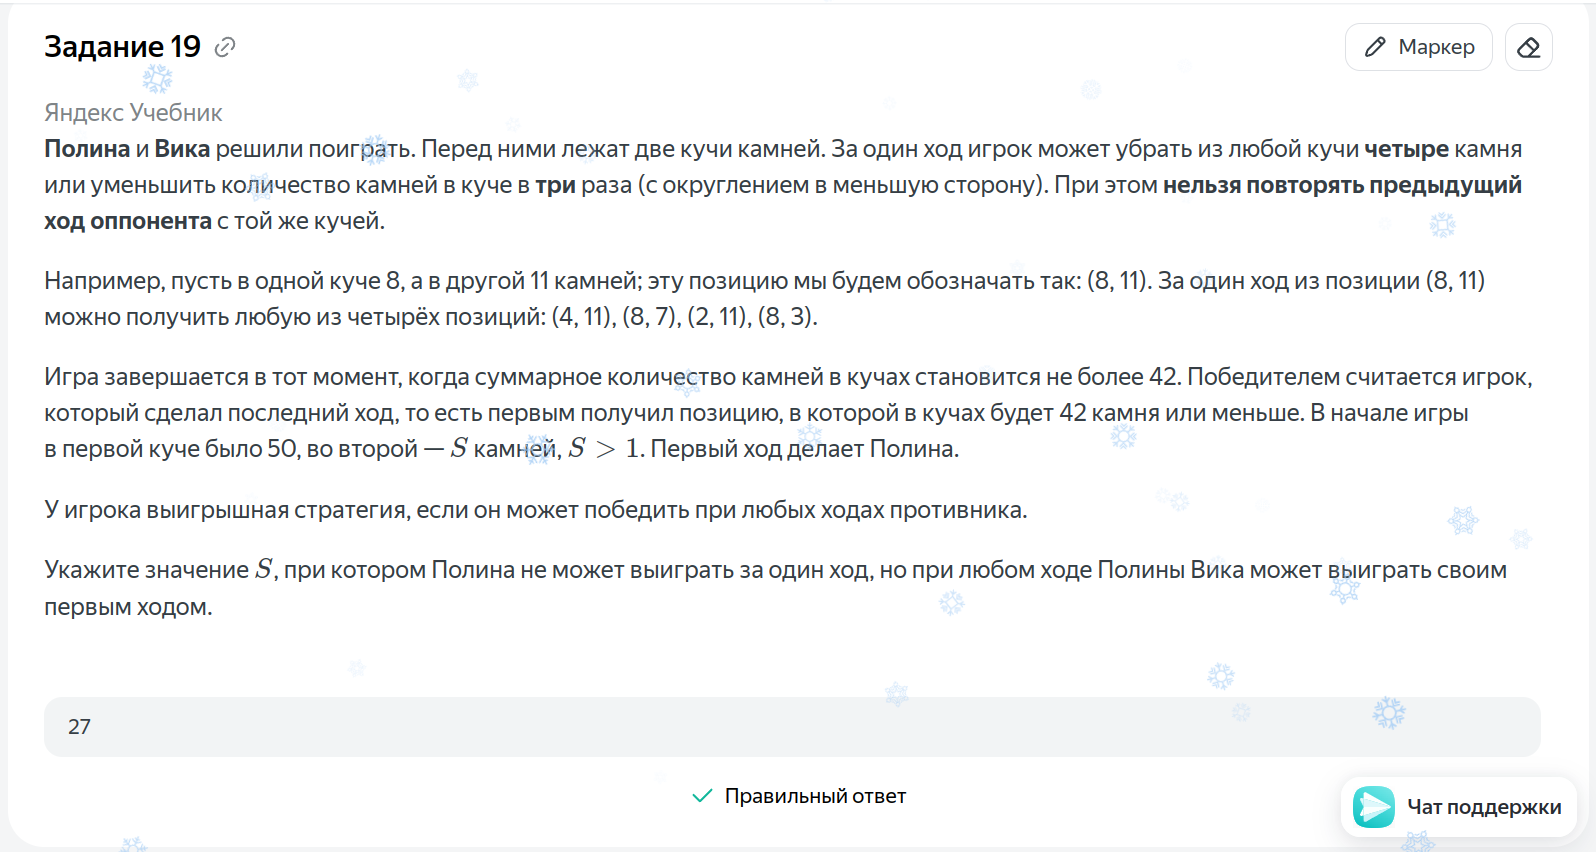 Задание 19
Маркер
Яндекс Учебник
Полина и Вика решили поиграть. Перед ними лежат две кучи камней. За один ход игрок может убрать из любой кучи четыре камня
или уменьшить количество камней в куче в три раза (с округлением в меньшую сторону). При этом нельзя повторять предыдущий
ход оппонента с той же кучей.
Например, пусть в одной куче 8, а в другой 11 камней; эту позицию мы будем обозначать так: (8, 11). За один ход из позиции (8, 11)
можно получить любую из четырёх позиций: (4, 11), (8, 7), (2, 11), (8, 3).
Игра завершается в тот момент, когда суммарное количество камней в кучах становится не более 42. Победителем считается игрок,
который сделал последний ход, то есть первым получил позицию, в которой в кучах будет 42 камня или меньше. В начале игры
в первой куче было 50, во второй — S камней, S > 1. Первый ход делает Полина.
У игрока выигрышная стратегия, если он может победить при любых ходах противника.
Укажите значение S, при котором Полина не может выиграть за один ход, но при любом ходе Полины Вика может выиграть своим
первым ходом.
27
Правильный ответ
Чат поддержки